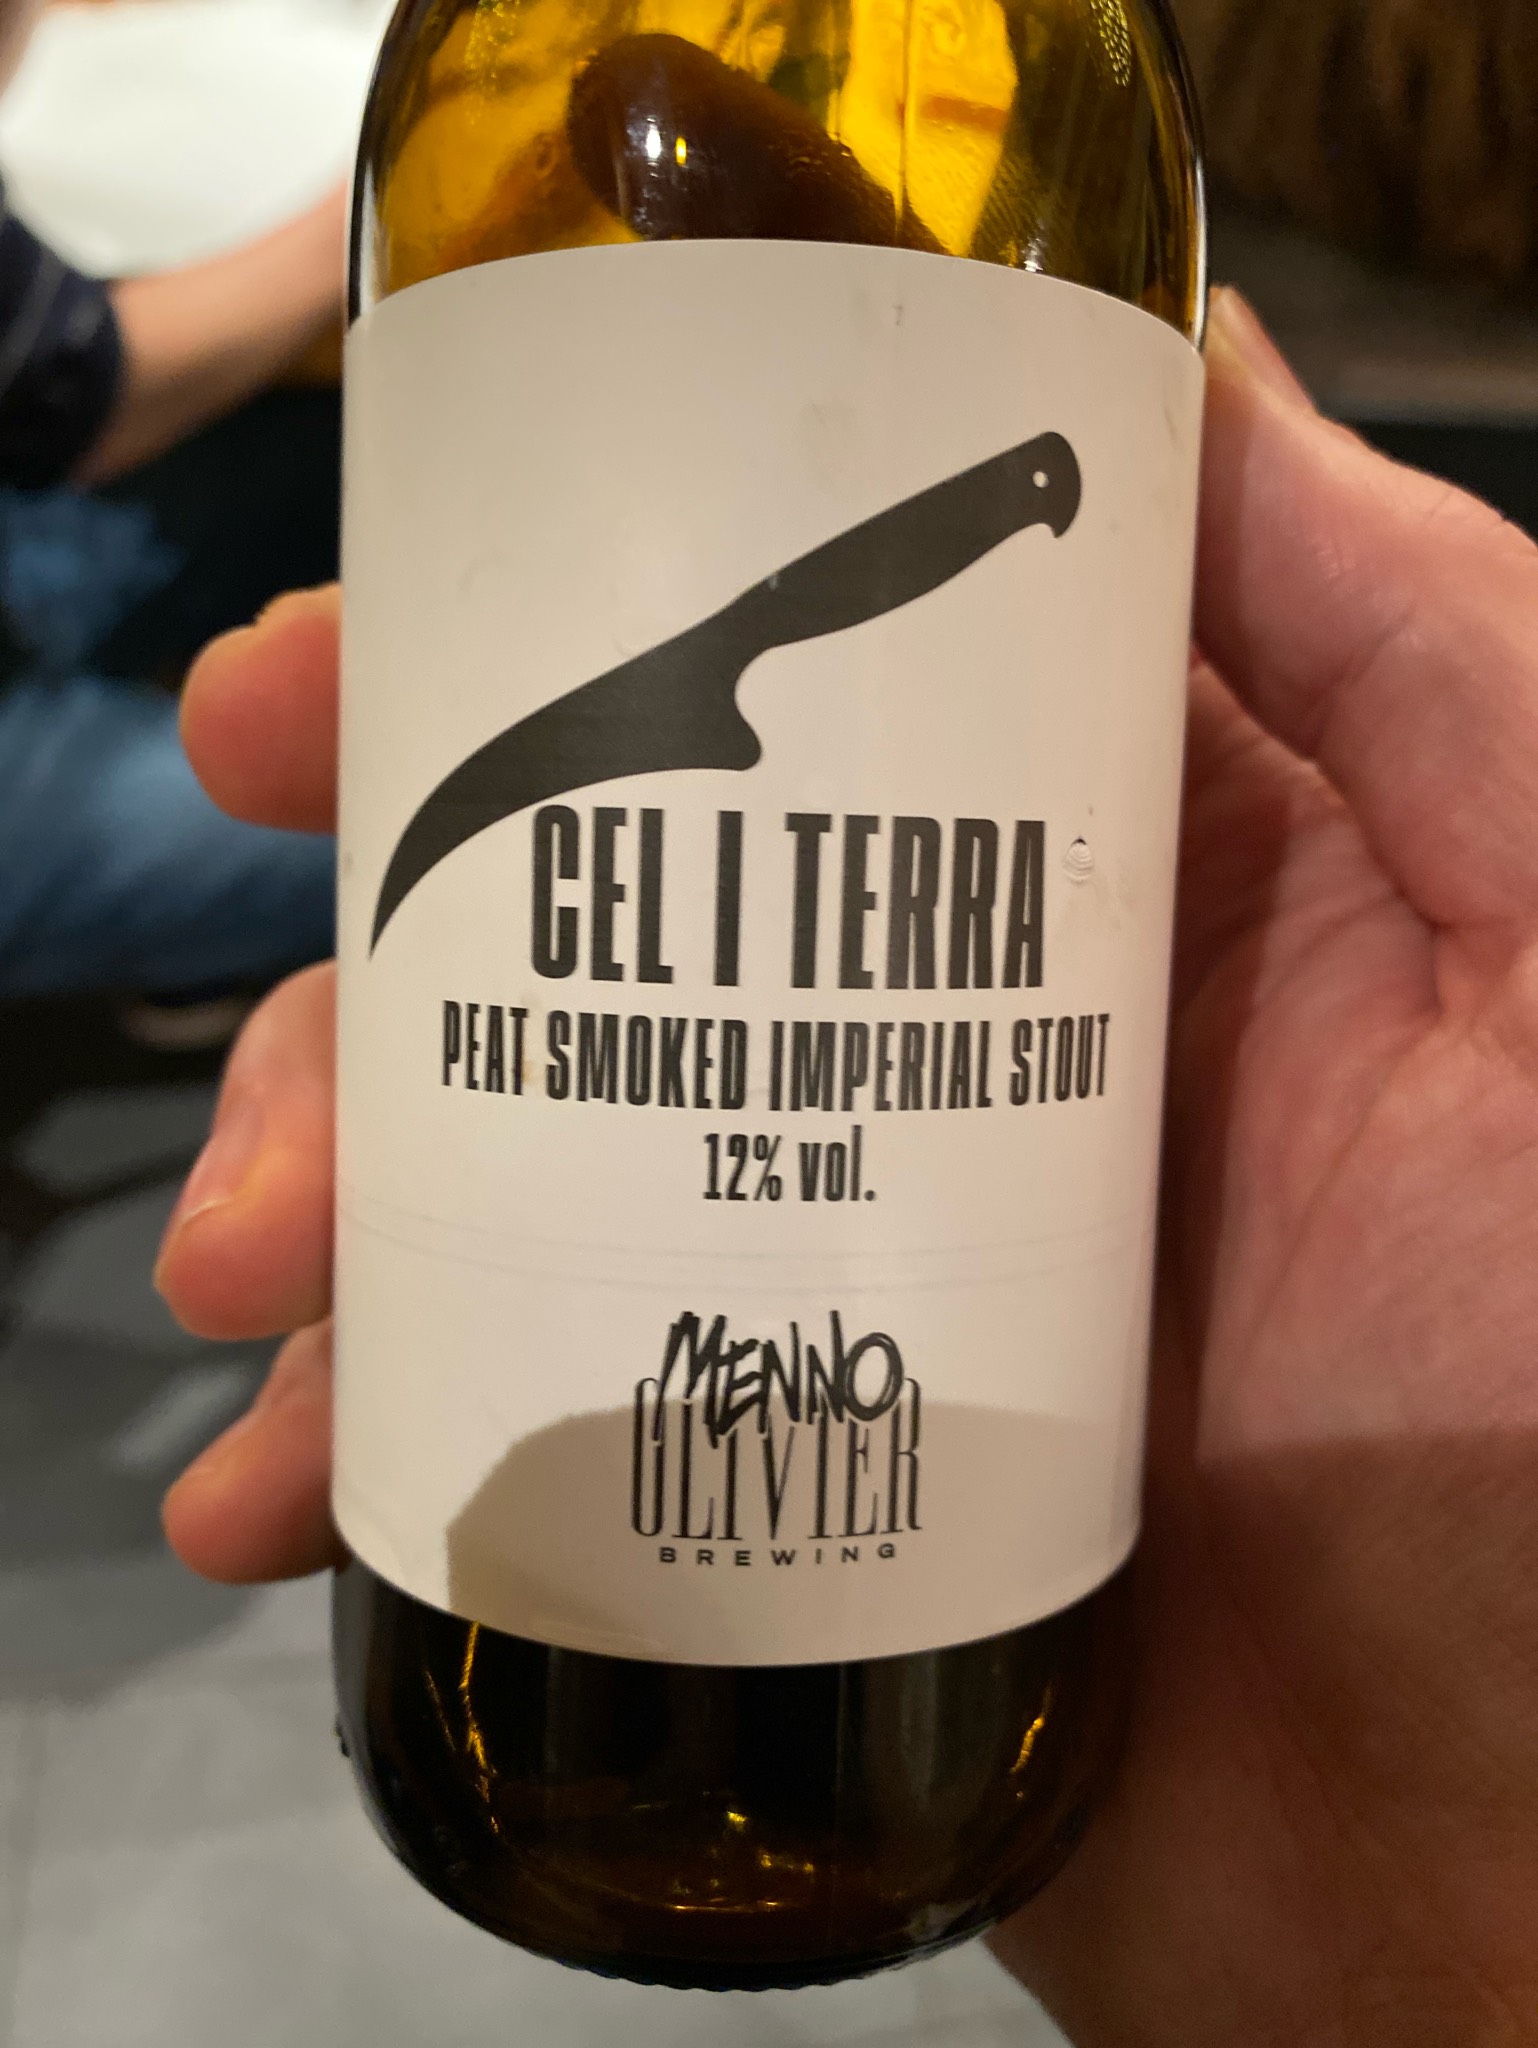 CEL I TERRA
PEAT SMOKED IMPERIAL STOUT
12% vol.
MENNO
OLIVIER
BREWING